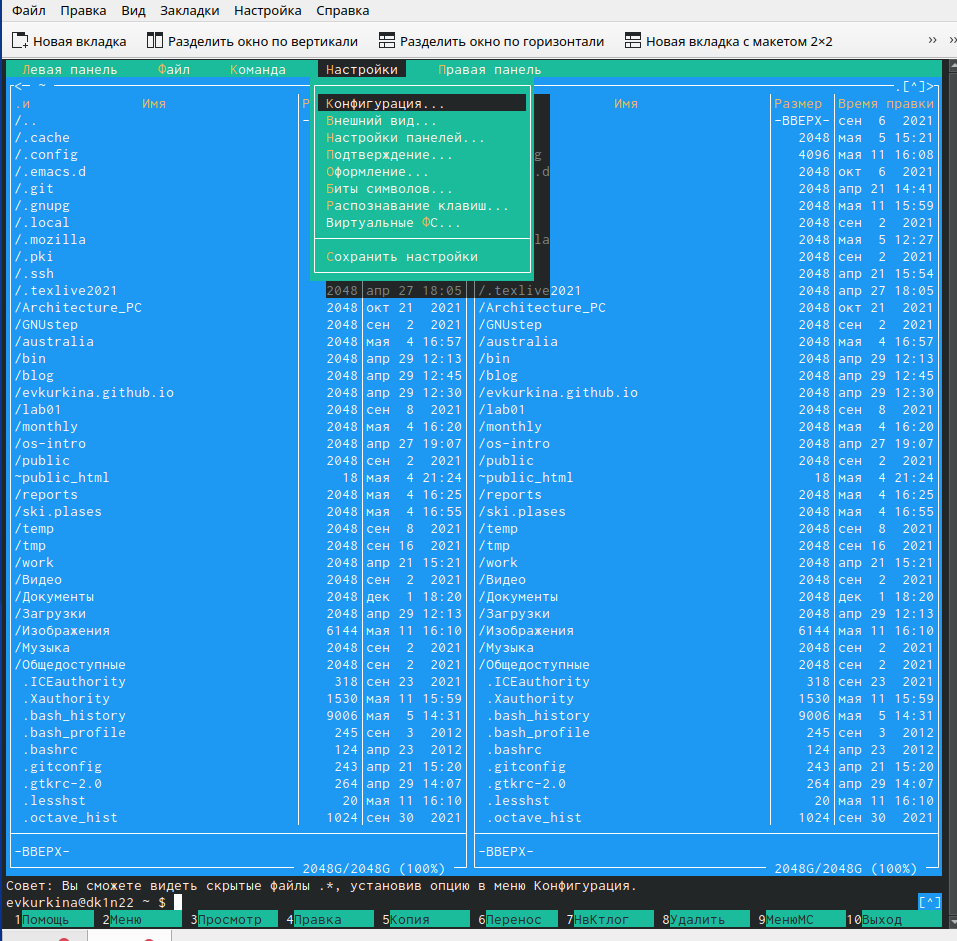 Файл Правка Вид Закладки Настройка Справка
Новая вкладка Разделить окно по вертикали Разделить окно по горизонтали Новая вкладка с макетом 2×2 » »
Левая панель Файл Команда Настройки Правая панель
<─ ~ .[^]>
.и Имя Р Имя Размер Время правки
/.. -ВВЕРХ- сен 6 2021
/.cache 2048 мая 5 15:21
/.config g 4096 мая 11 16:08
/.emacs.d .d 2048 окт 6 2021
/.git 2048 апр 21 14:41
/.gnupg 2048 мая 11 15:59
/.local 2048 сен 2 2021
/.mozilla la 2048 мая 5 12:27
/.pki 2048 сен 2 2021
/.ssh 2048 апр 21 15:54
Конфигурация...
Внешний вид...
Настройки панелей...
Подтверждение...
Оформление...
Биты символов...
Распознавание клавиш...
Виртуальные ФС...
Сохранить настройки
/.texlive2021 2048 апр 27 18:05 /.texlive2021 2048 апр 27 18:05
/Architecture_PC 2048 окт 21 2021 /Architecture_PC 2048 окт 21 2021
/GNUstep 2048 сен 2 2021 /GNUstep 2048 сен 2 2021
/australia 2048 мая 4 16:57 /australia 2048 мая 4 16:57
/bin 2048 апр 29 12:13 /bin 2048 апр 29 12:13
/blog 2048 апр 29 12:45 /blog 2048 апр 29 12:45
/evkurkina.github.io 2048 апр 29 12:30 /evkurkina.github.io 2048 апр 29 12:30
/lab01 2048 сен 8 2021 /lab01 2048 сен 8 2021
/monthly 2048 мая 4 16:20 /monthly 2048 мая 4 16:20
/os-intro 2048 апр 27 19:07 /os-intro 2048 апр 27 19:07
/public 2048 сен 2 2021 /public 2048 сен 2 2021
~public_html 18 мая 4 21:24 ~public_html 18 мая 4 21:24
/reports 2048 мая 4 16:25 /reports 2048 мая 4 16:25
/ski.plases 2048 мая 4 16:55 /ski.plases 2048 мая 4 16:55
/temp 2048 сен 8 2021 /temp 2048 сен 8 2021
/tmp 2048 сен 16 2021 /tmp 2048 сен 16 2021
/work 2048 апр 21 15:21 /work 2048 апр 21 15:21
/Видео 2048 сен 2 2021 /Видео 2048 сен 2 2021
/Документы 2048 дек 1 18:20 /Документы 2048 дек 1 18:20
/Загрузки 2048 апр 29 12:13 /Загрузки 2048 апр 29 12:13
/Изображения 6144 мая 11 16:10 /Изображения 6144 мая 11 16:10
/Музыка 2048 сен 2 2021 /Музыка 2048 сен 2 2021
/Общедоступные 2048 сен 2 2021 /Общедоступные 2048 сен 2 2021
.ICEauthority 318 сен 23 2021 .ICEauthority 318 сен 23 2021
.Xauthority 1530 мая 11 15:59 .Xauthority 1530 мая 11 15:59
.bash_history 9006 мая 5 14:31 .bash_history 9006 мая 5 14:31
.bash_profile 245 сен 3 2012 .bash_profile 245 сен 3 2012
.bashrc 124 апр 23 2012 .bashrc 124 апр 23 2012
.gitconfig 243 апр 21 15:20 .gitconfig 243 апр 21 15:20
.gtkrc-2.0 264 апр 29 14:07 .gtkrc-2.0 264 апр 29 14:07
.lesshst 20 мая 11 16:10 .lesshst 20 мая 11 16:10
.octave_hist 1024 сен 30 2021 .octave_hist 1024 сен 30 2021
-ВВЕРХ- -ВВЕРХ-
2048G/2048G (100%) 2048G/2048G (100%)
Совет: Вы сможете видеть скрытые файлы .*, установив опцию в меню Конфигурация.
evkurkina@dk1n22 ~ $ [^]
1Помощь 2Меню 3Просмотр 4Правка 5Копия 6Перенос 7НвКтлог 8Удалить 9МенюMC 10Выход